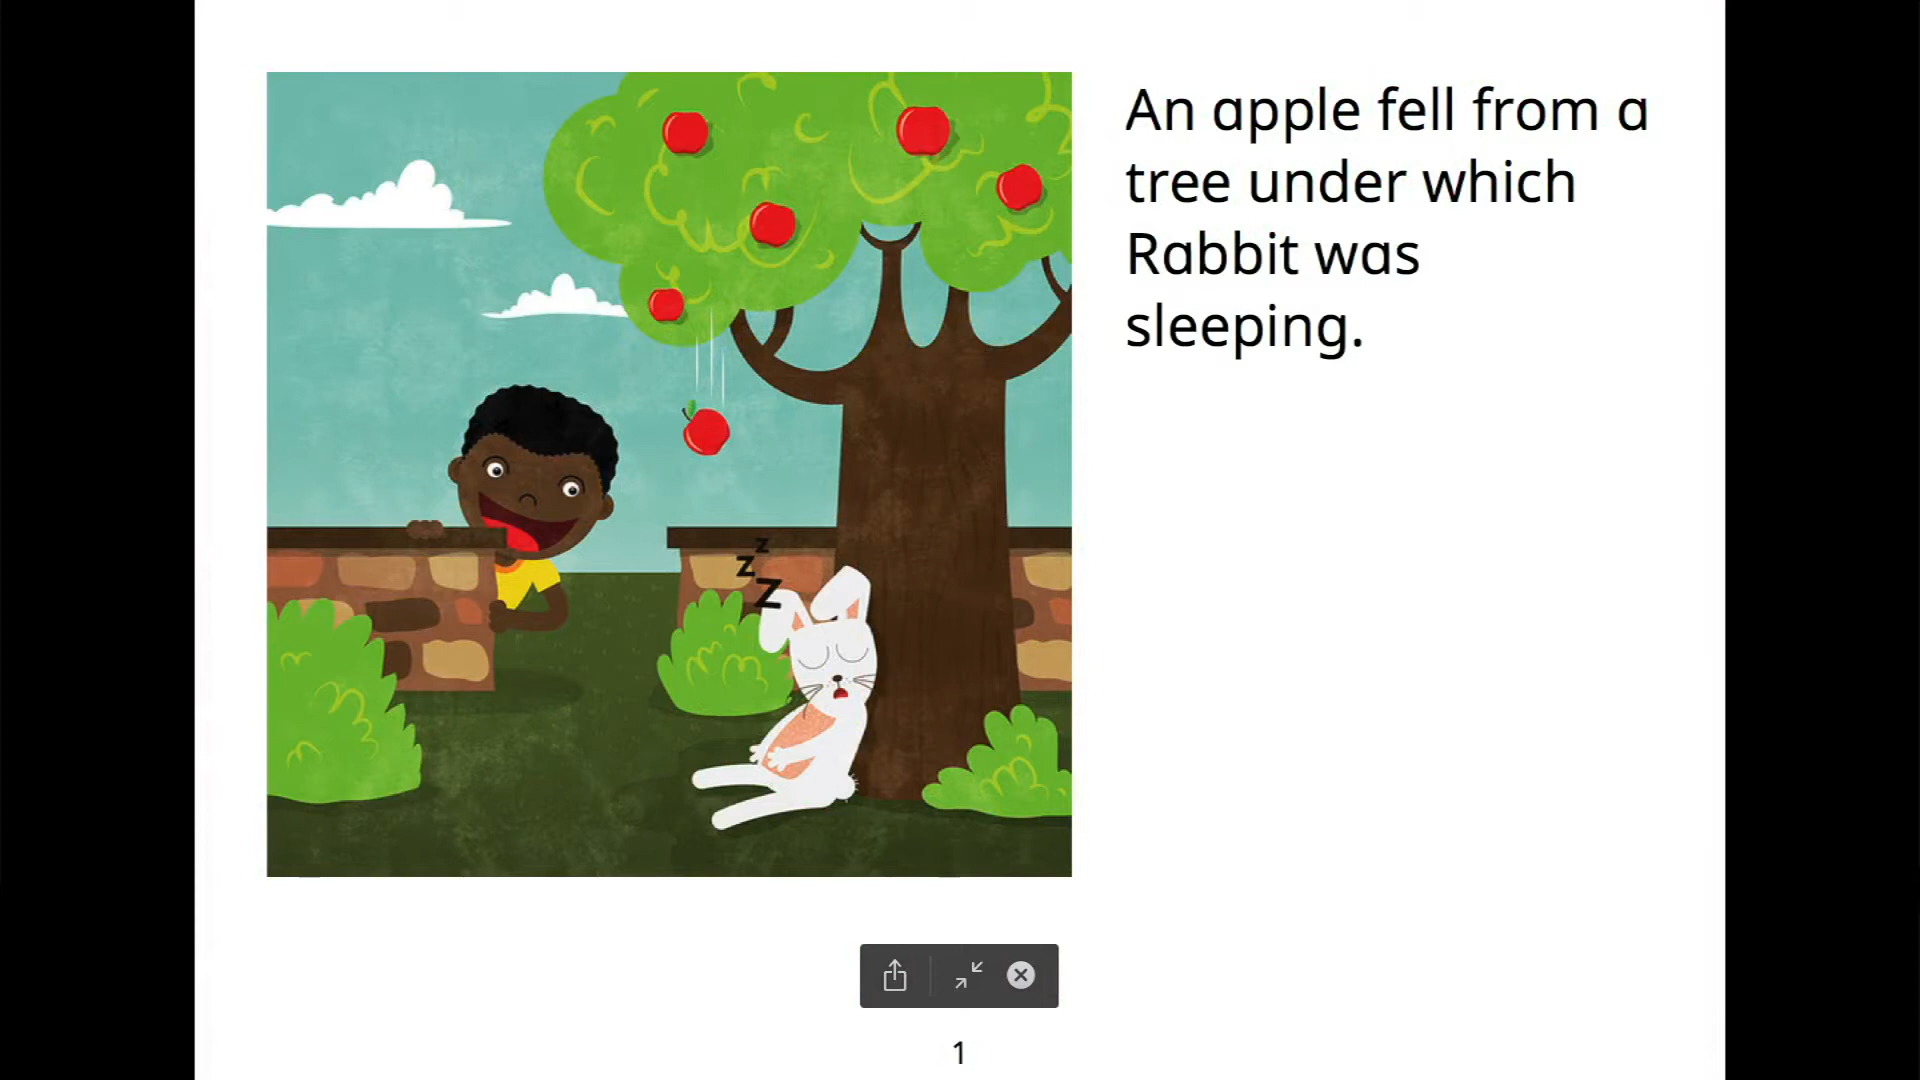 An apple fell from a
tree under which
Rabbit was
sleeping.
z
z
z
1